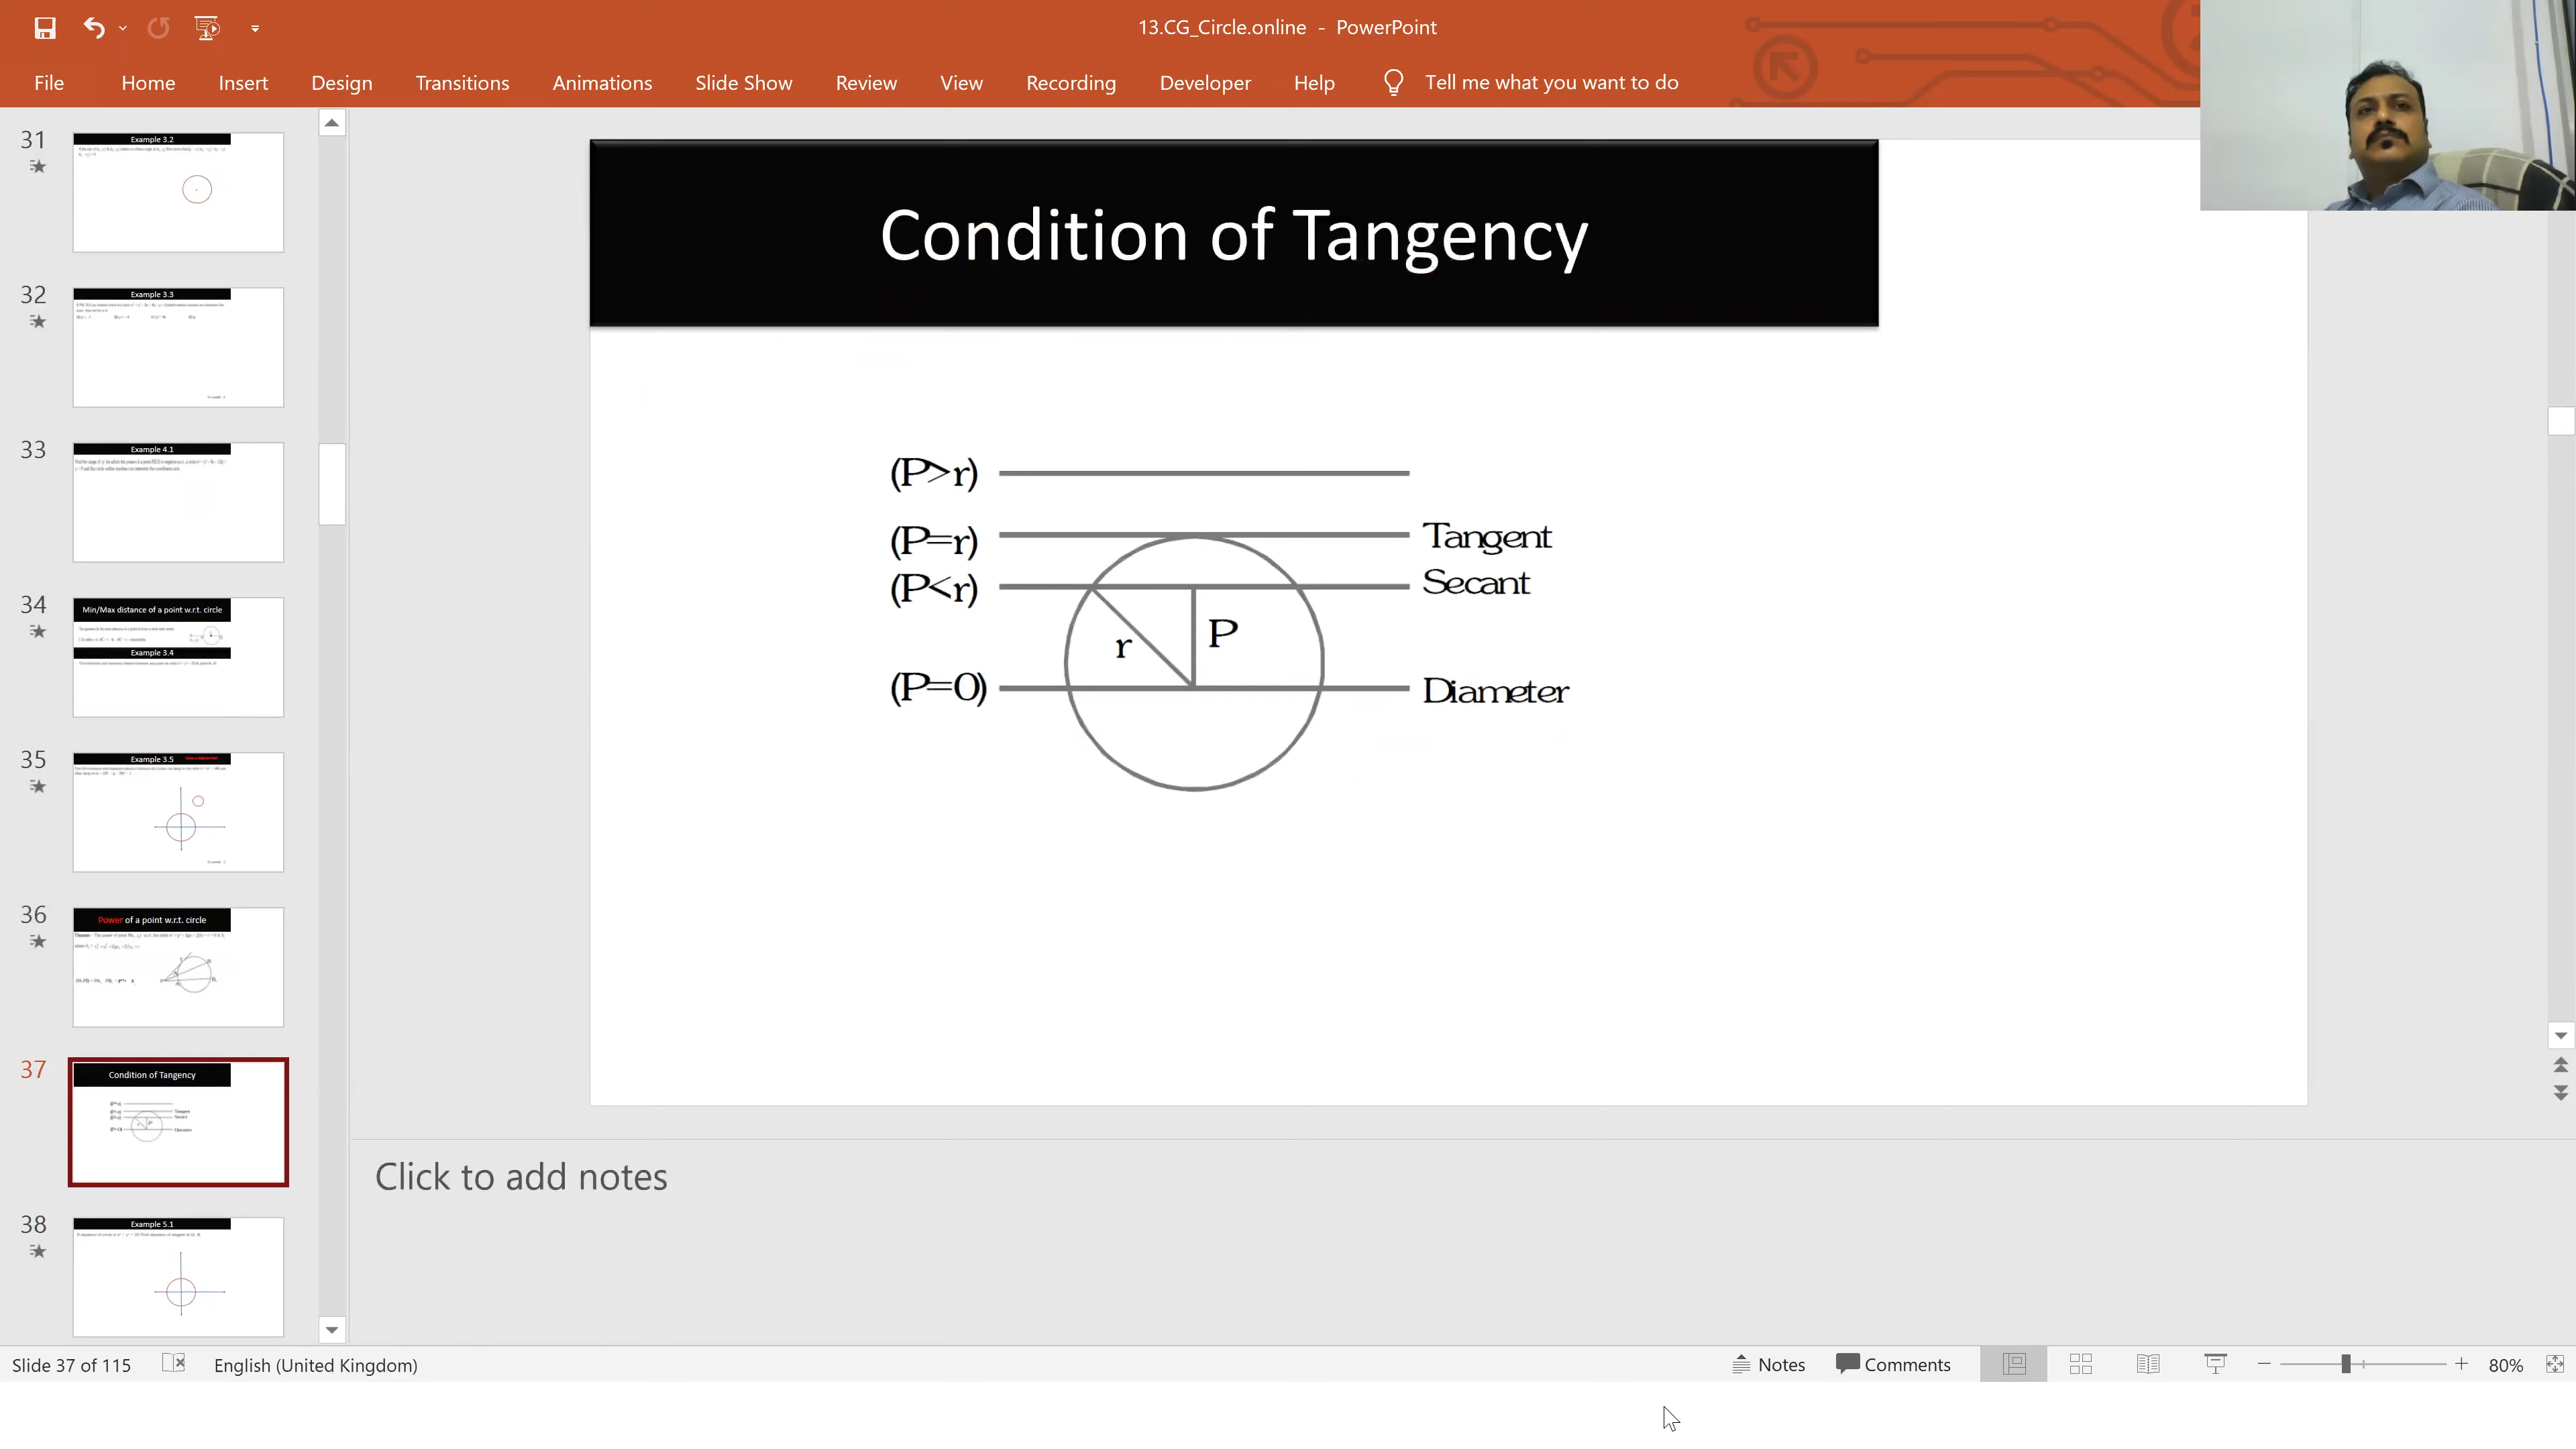 13.CG_Circle.online - PowerPoint
File Home Insert Design Transitions Animations Slide Show Review View Recording Developer Help Tell me what you want to do
31
Example 3.2
32
Example 3.3
33
Example 4.1
34
Min/Max distance of a point w.r.t. circle
Example 3.4
35
Example 3.5
36
Power of a point w.r.t. circle
37
Condition of Tangency
38
Example 5.1
Condition of Tangency
(P>r)
(P=r) Tangent
(P<r) Secant
r P
(P=0) Diameter
Click to add notes
Slide 37 of 115 English (United Kingdom) Notes Comments 80%